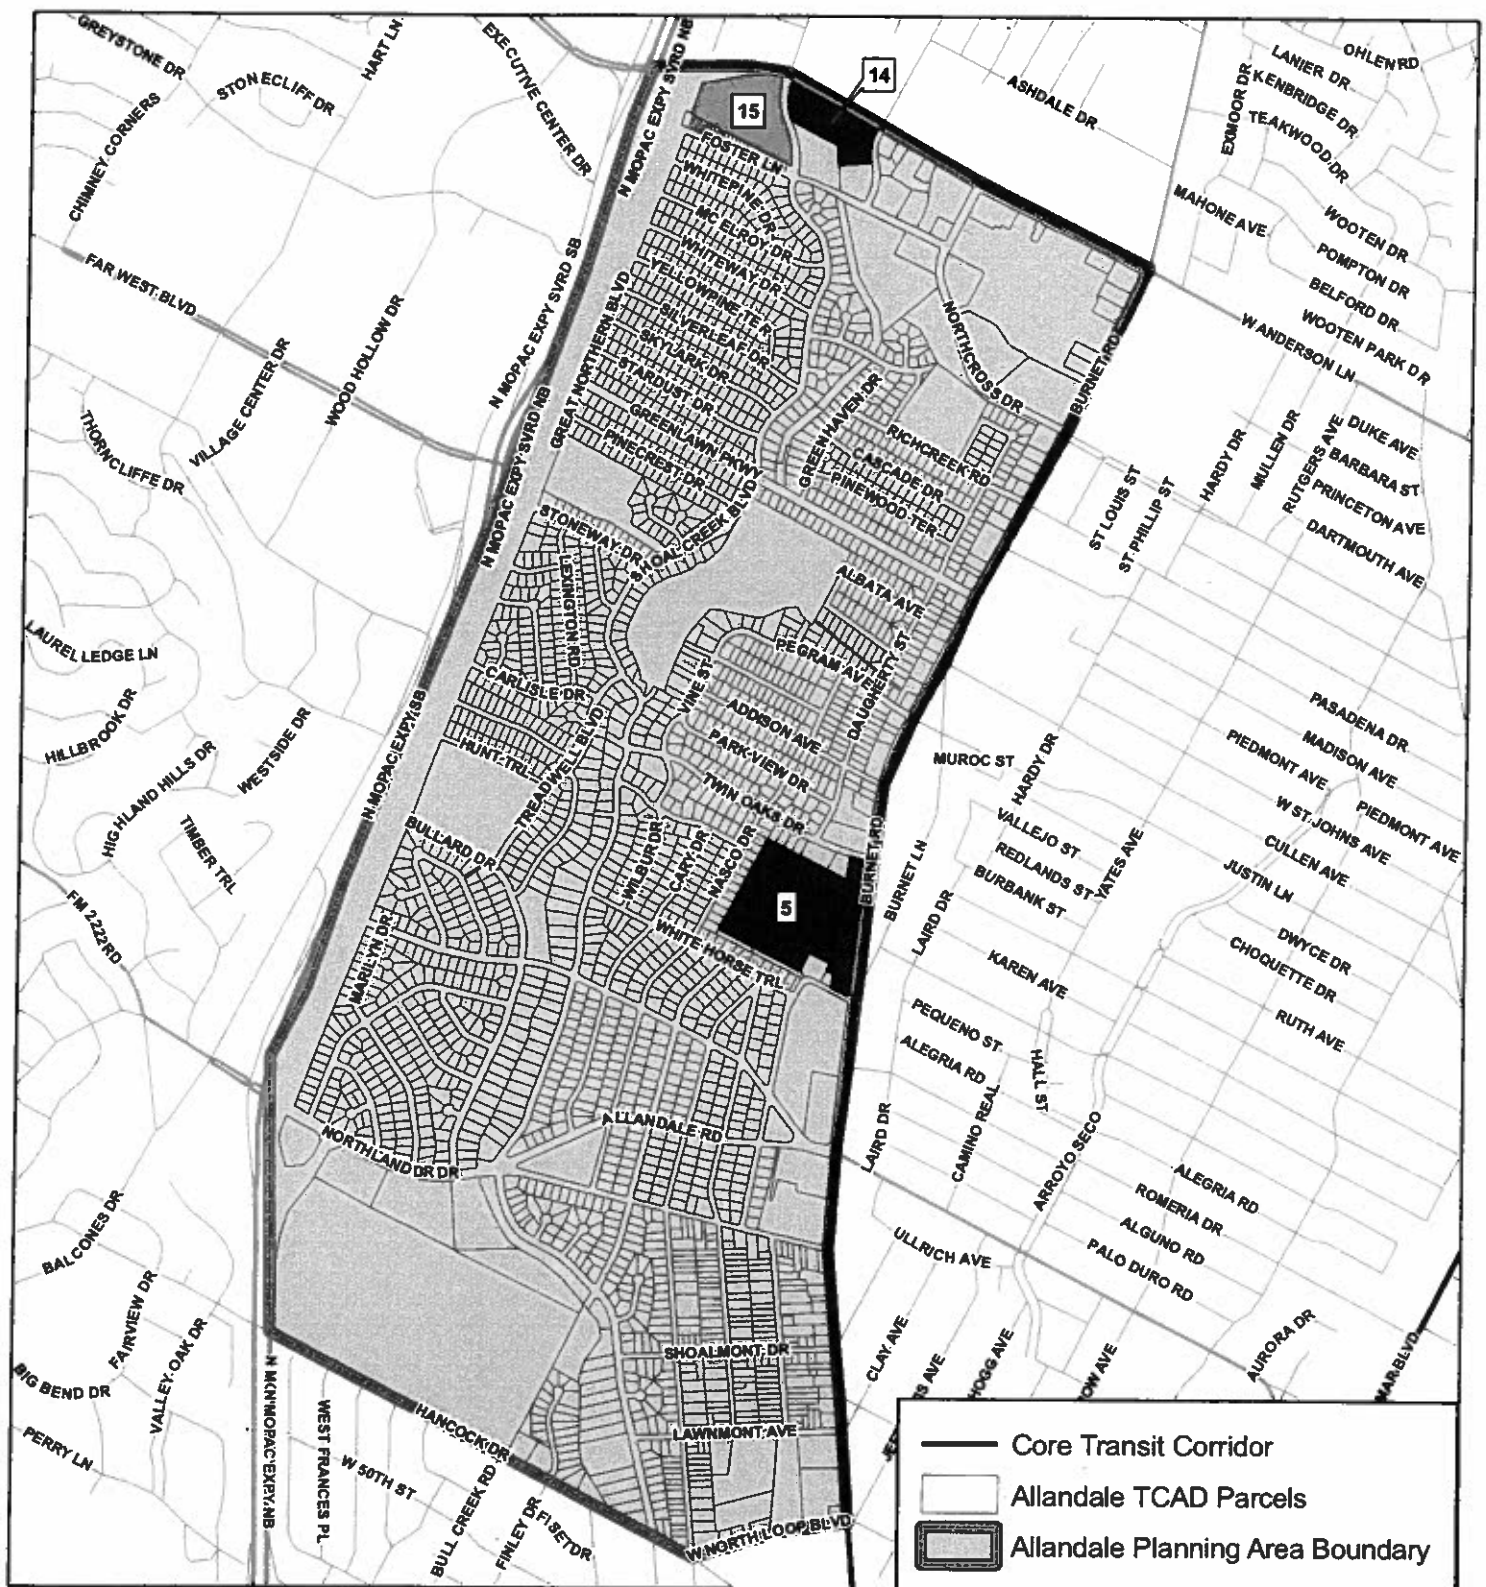 GREYSTONE DR
STONECLIFF DR
HART LN
EXECUTIVE CENTER DR
N MOPAC EXPY SVRD NB
14
15
ASHDALE DR
OHLEN RD
LANIER DR
KENBRIDGE DR
TEAKWOOD DR
EXMOOR DR
CHIMNEY CORNERS
FOSTER LN
WHITEPINE DR
MC ELROY DR
WHITEWAY DR
YELLOWPINE TER
SILVERLEAF DR
SKYLARK DR
STARDUST DR
GREENLAWN PKWY
PINECREST DR
MAHONE AVE
WOOTEN DR
POMPTON DR
BELFORD DR
WOOTEN PARK DR
FAR WEST BLVD
WOOD HOLLOW DR
VILLAGE CENTER DR
THORNCLIFFE DR
N MOPAC EXPY SVRD SB
GREAT NORTHERN BLVD
N MOPAC EXPY SVRD NB
NORTHCROSS DR
BURNET RD
W ANDERSON LN
GREENHAVEN DR
RICHCREEK RD
CASCADE DR
PINEWOOD TER
ST LOUIS ST
ST PHILLIP ST
HARDY DR
MULLEN DR
RUTGERS AVE
DUKE AVE
BARBARA ST
PRINCETON AVE
DARTMOUTH AVE
STONEWAY DR
SHOAL CREEK BLVD
LEXINGTON RD
ALBATA AVE
PEGRAM AVE
DAUGHERTY ST
VINE ST
ADDISON AVE
PARK VIEW DR
TWIN OAKS DR
LAUREL LEDGE LN
HILLBROOK DR
HIGHLAND HILLS DR
WESTSIDE DR
TIMBER TRL
N MOPAC EXPY SB
CARLISLE DR
HUNT TRL
TREADWELL BLVD
BULLARD DR
WILBUR DR
CARY DR
NASCO DR
5
BURNET RD
BURNET LN
MUROC ST
HARDY DR
PASADENA DR
MADISON AVE
PIEDMONT AVE
PIEDMONT AVE
W ST JOHNS AVE
CULLEN AVE
JUSTIN LN
VALLEJO ST
REDLANDS ST
BURBANK ST
YATES AVE
LAIRD DR
DWYCE DR
CHOQUETTE DR
RUTH AVE
KAREN AVE
FM 2222 RD
MARILYN DR
WHITE HORSE TRL
PEQUENO ST
ALEGRIA RD
HALL ST
CAMINO REAL
LAIRD DR
ARROYO SECO
ALLANDALE RD
NORTHLAND DR DR
ALEGRIA RD
ROMERIA DR
ALGUNO RD
PALO DURO RD
ULLRICH AVE
BALCONES DR
FAIRVIEW DR
VALLEY OAK DR
BIG BEND DR
PERRY LN
SHOALMONT DR
LAWNMONT AVE
CLAY AVE
HOGG AVE
AURORA DR
HANCOCK DR
WEST FRANCES PL
W 50TH ST
BULL CREEK RD
FINLEY DR
FISET DR
W NORTH LOOP BLVD
Core Transit Corridor
Allandale TCAD Parcels
Allandale Planning Area Boundary